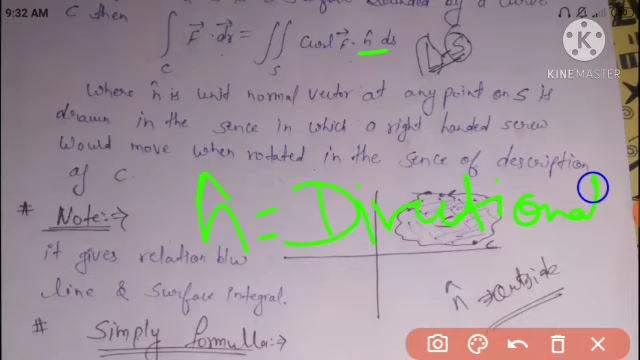 9:32 AM
C then
∫_C F⃗ · dr⃗ = ∬_S Curl F⃗ · n̂ ds
L→S
KINEMASTER
Where n̂ is unit normal vector at any point on S is
drawn in the sence in which a right handed screw
would move when rotated in the sence of description
of C.
n̂ = Directional
# Note:→
it gives relation b/w
line & surface integral.
C
n̂ → outside
# Simply formula:→